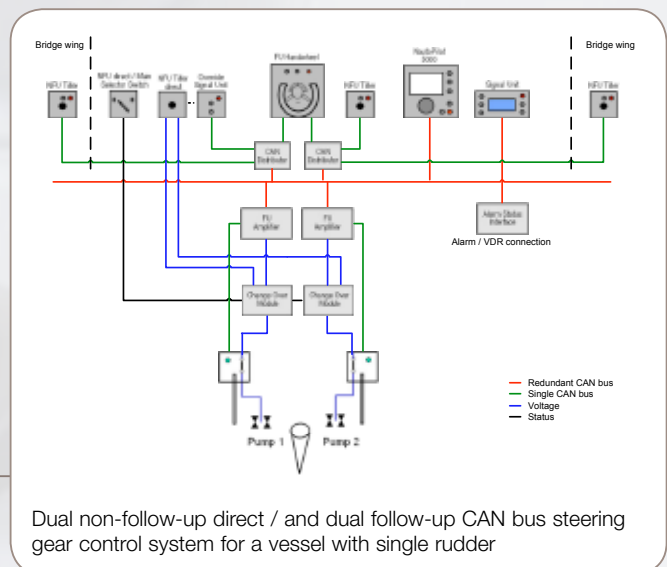 Bridge wing
Bridge wing
NFU Tiller
NFU direct / Main
Selector Switch
NFU Tiller
direct
Override
Signal Unit
FU Handwheel
NFU Tiller
NautoPilot
Signal Unit
NFU Tiller
CAN
Distributor
CAN
Distributor
FU
Amplifier
FU
Amplifier
Alarm Status
Interface
Alarm / VDR connection
Change Over
Module
Change Over
Module
Redundant CAN bus
Single CAN bus
Voltage
Status
Pump 1
Pump 2
Dual non-follow-up direct / and dual follow-up CAN bus steering
gear control system for a vessel with single rudder